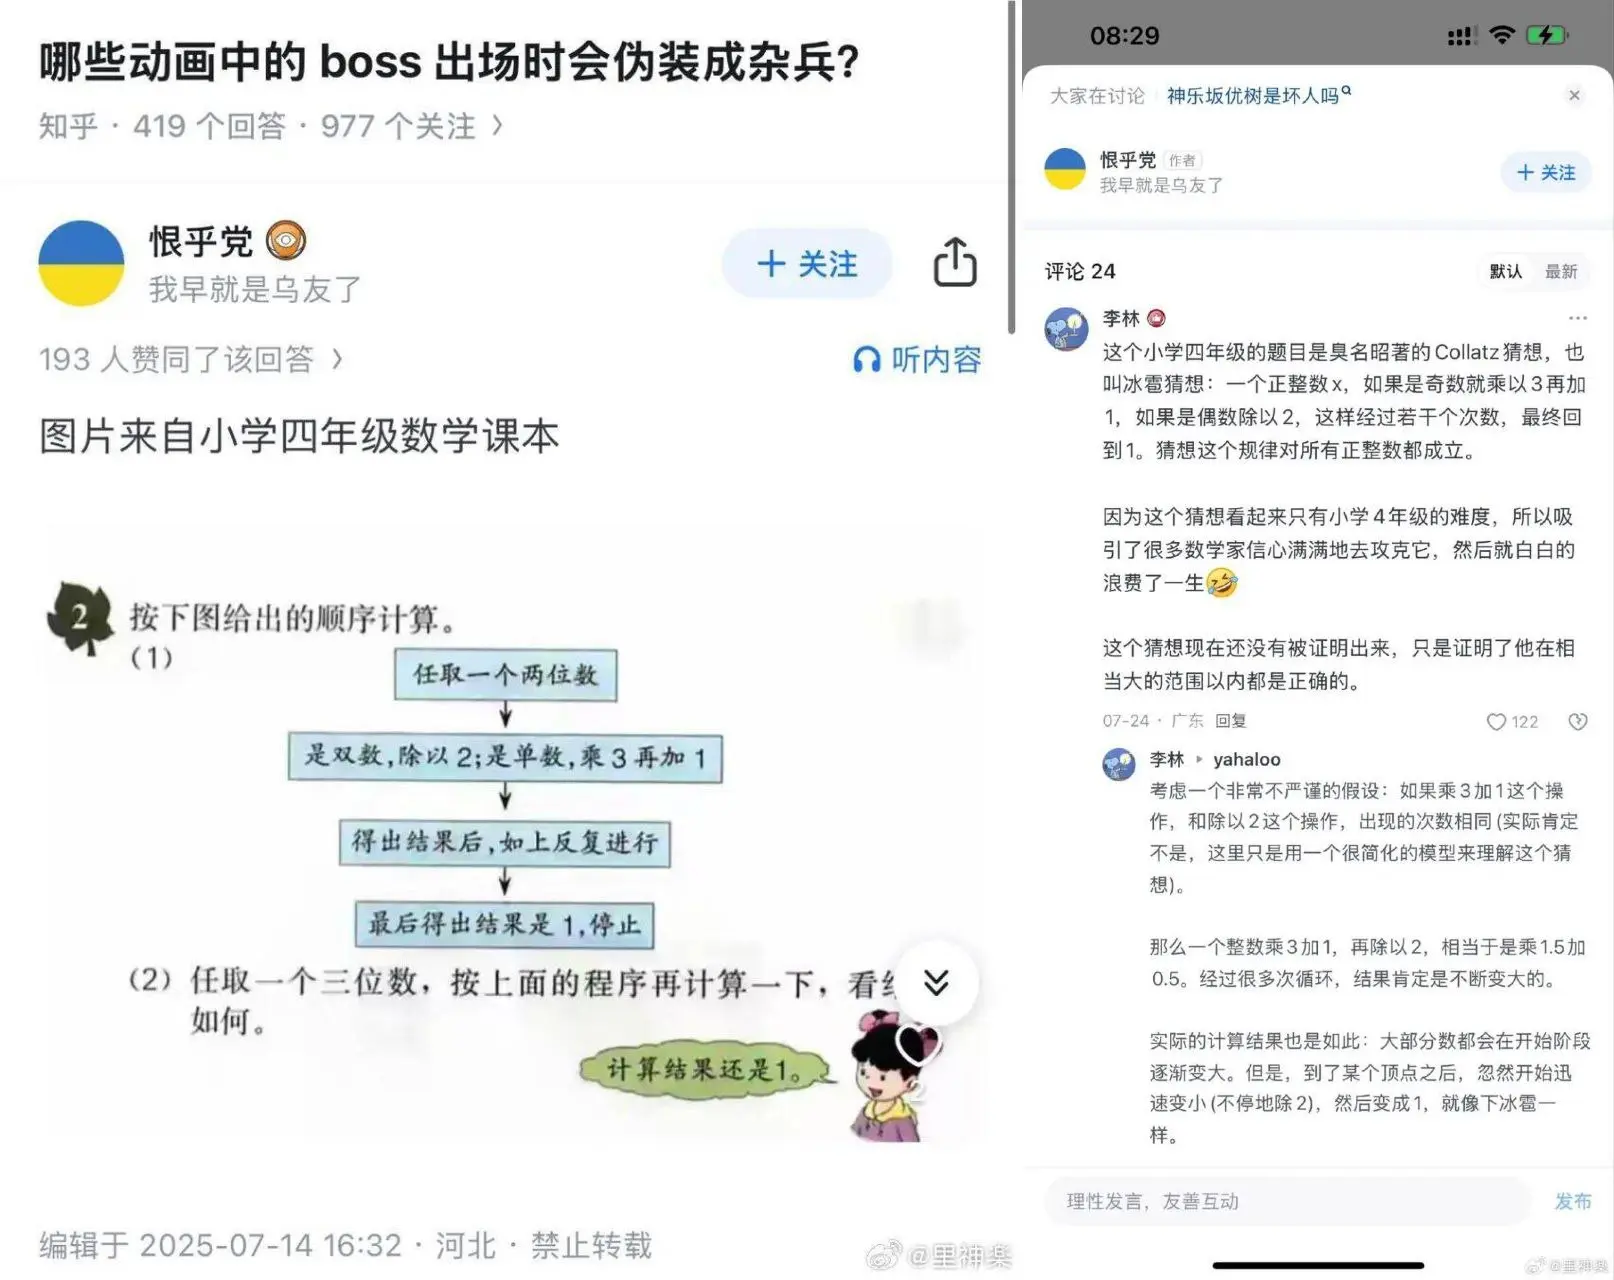 哪些动画中的 boss 出场时会伪装成杂兵?
知乎 · 419 个回答 · 977 个关注 >
恨乎党
我早就是乌友了
+ 关注
193 人赞同了该回答 >
听内容
图片来自小学四年级数学课本
2 按下图给出的顺序计算。
(1)
任取一个两位数
是双数,除以 2;是单数,乘 3 再加 1
得出结果后,如上反复进行
最后得出结果是 1,停止
(2) 任取一个三位数，按上面的程序再计算一下，看
如何。
计算结果还是1。
编辑于 2025-07-14 16:32 · 河北 · 禁止转载
@里神楽
08:29
大家在讨论 神乐坂优树是坏人吗
恨乎党 作者
我早就是乌友了
+ 关注
评论 24
默认 最新
李林
这个小学四年级的题目是臭名昭著的Collatz猜想，也
叫冰雹猜想：一个正整数x，如果是奇数就乘以3再加
1，如果是偶数除以2，这样经过若干个次数，最终回
到1。猜想这个规律对所有正整数都成立。
因为这个猜想看起来只有小学4年级的难度，所以吸
引了很多数学家信心满满地去攻克它，然后就白白的
浪费了一生🤣
这个猜想现在还没有被证明出来，只是证明了他在相
当大的范围以内都是正确的。
07-24 · 广东 回复
122
李林 ▸ yahaloo
考虑一个非常不严谨的假设：如果乘3加1这个操
作，和除以2这个操作，出现的次数相同(实际肯定
不是，这里只是用一个很简化的模型来理解这个猜
想)。
那么一个整数乘3加1，再除以2，相当于是乘1.5加
0.5。经过很多次循环，结果肯定是不断变大的。
实际的计算结果也是如此：大部分数都会在开始阶段
逐渐变大。但是，到了某个顶点之后，忽然开始迅
速变小(不停地除2)，然后变成1，就像下冰雹一
样。
理性发言，友善互动
发布
@里神楽